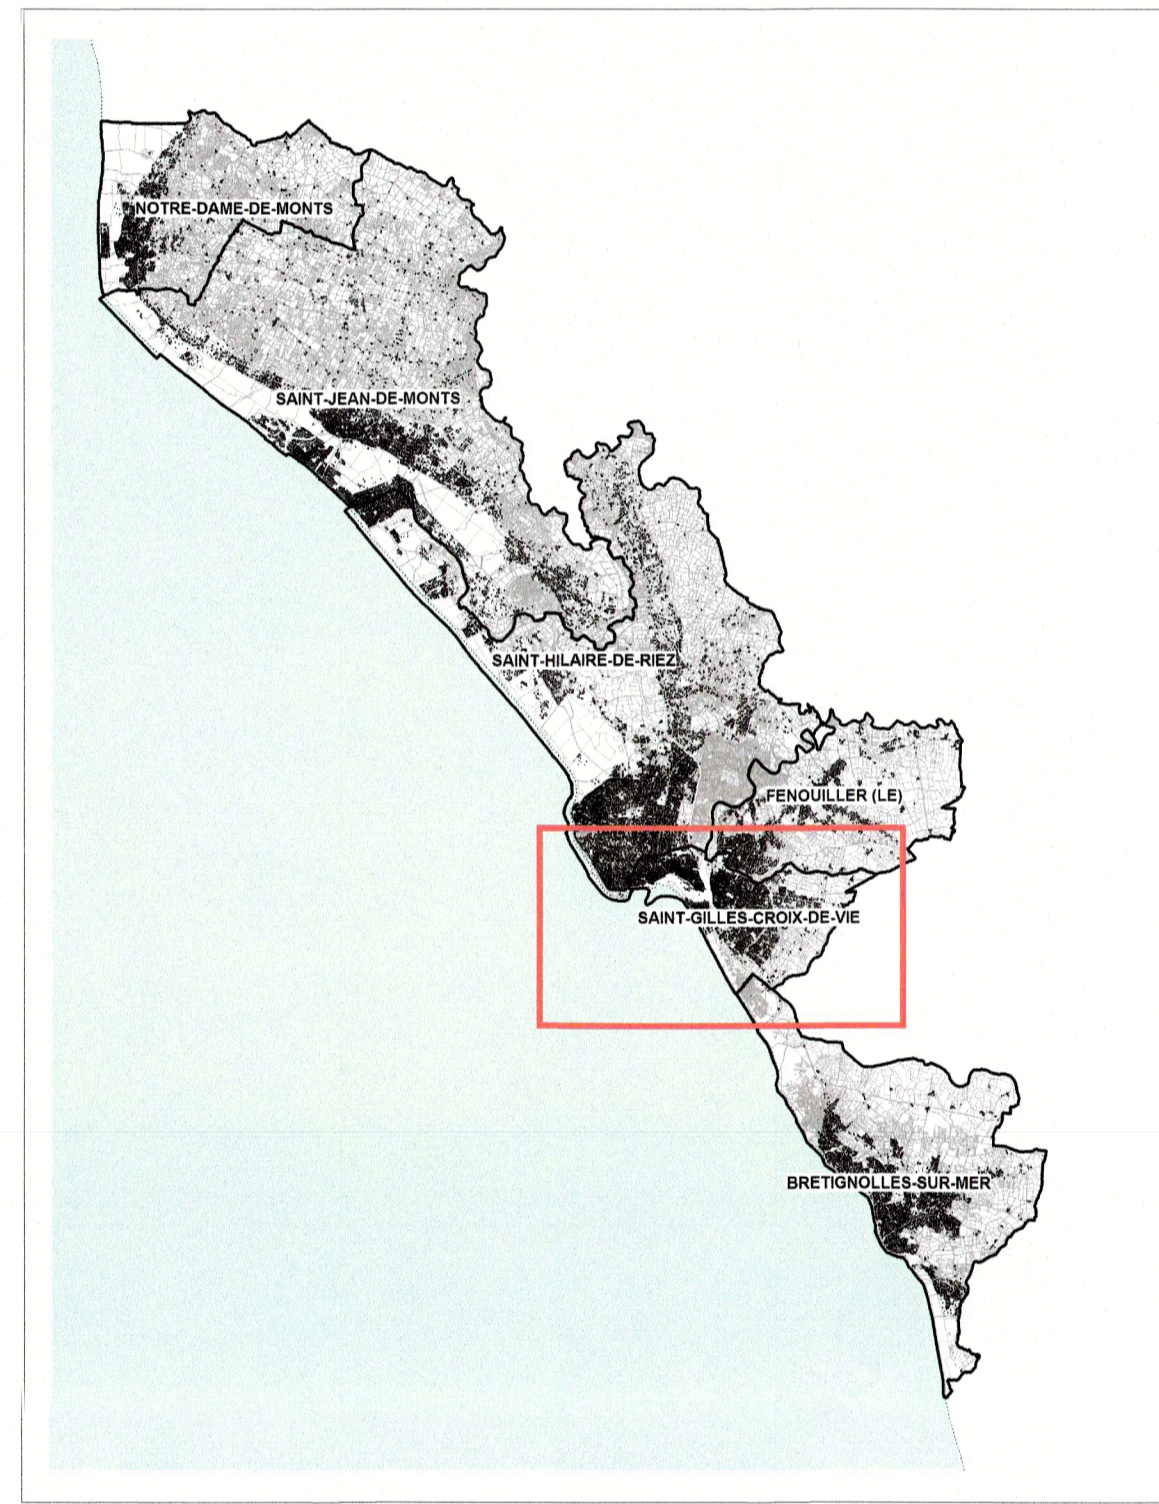 NOTRE-DAME-DE-MONTS
SAINT-JEAN-DE-MONTS
SAINT-HILAIRE-DE-RIEZ
FENOUILLER (LE)
SAINT-GILLES-CROIX-DE-VIE
BRETIGNOLLES-SUR-MER